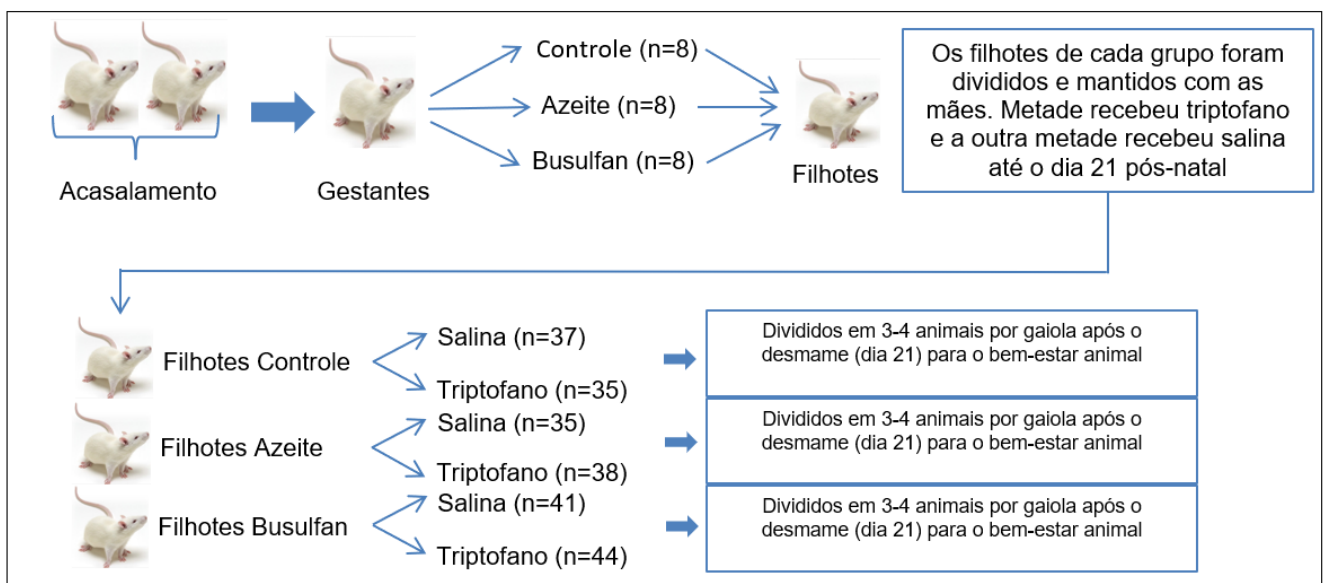 Controle (n=8)
Azeite (n=8)
Busulfan (n=8)
Acasalamento
Gestantes
Filhotes
Os filhotes de cada grupo foram
divididos e mantidos com as
mães. Metade recebeu triptofano
e a outra metade recebeu salina
até o dia 21 pós-natal
Filhotes Controle
Salina (n=37)
Triptofano (n=35)
Divididos em 3-4 animais por gaiola após o
desmame (dia 21) para o bem-estar animal
Filhotes Azeite
Salina (n=35)
Triptofano (n=38)
Divididos em 3-4 animais por gaiola após o
desmame (dia 21) para o bem-estar animal
Filhotes Busulfan
Salina (n=41)
Triptofano (n=44)
Divididos em 3-4 animais por gaiola após o
desmame (dia 21) para o bem-estar animal